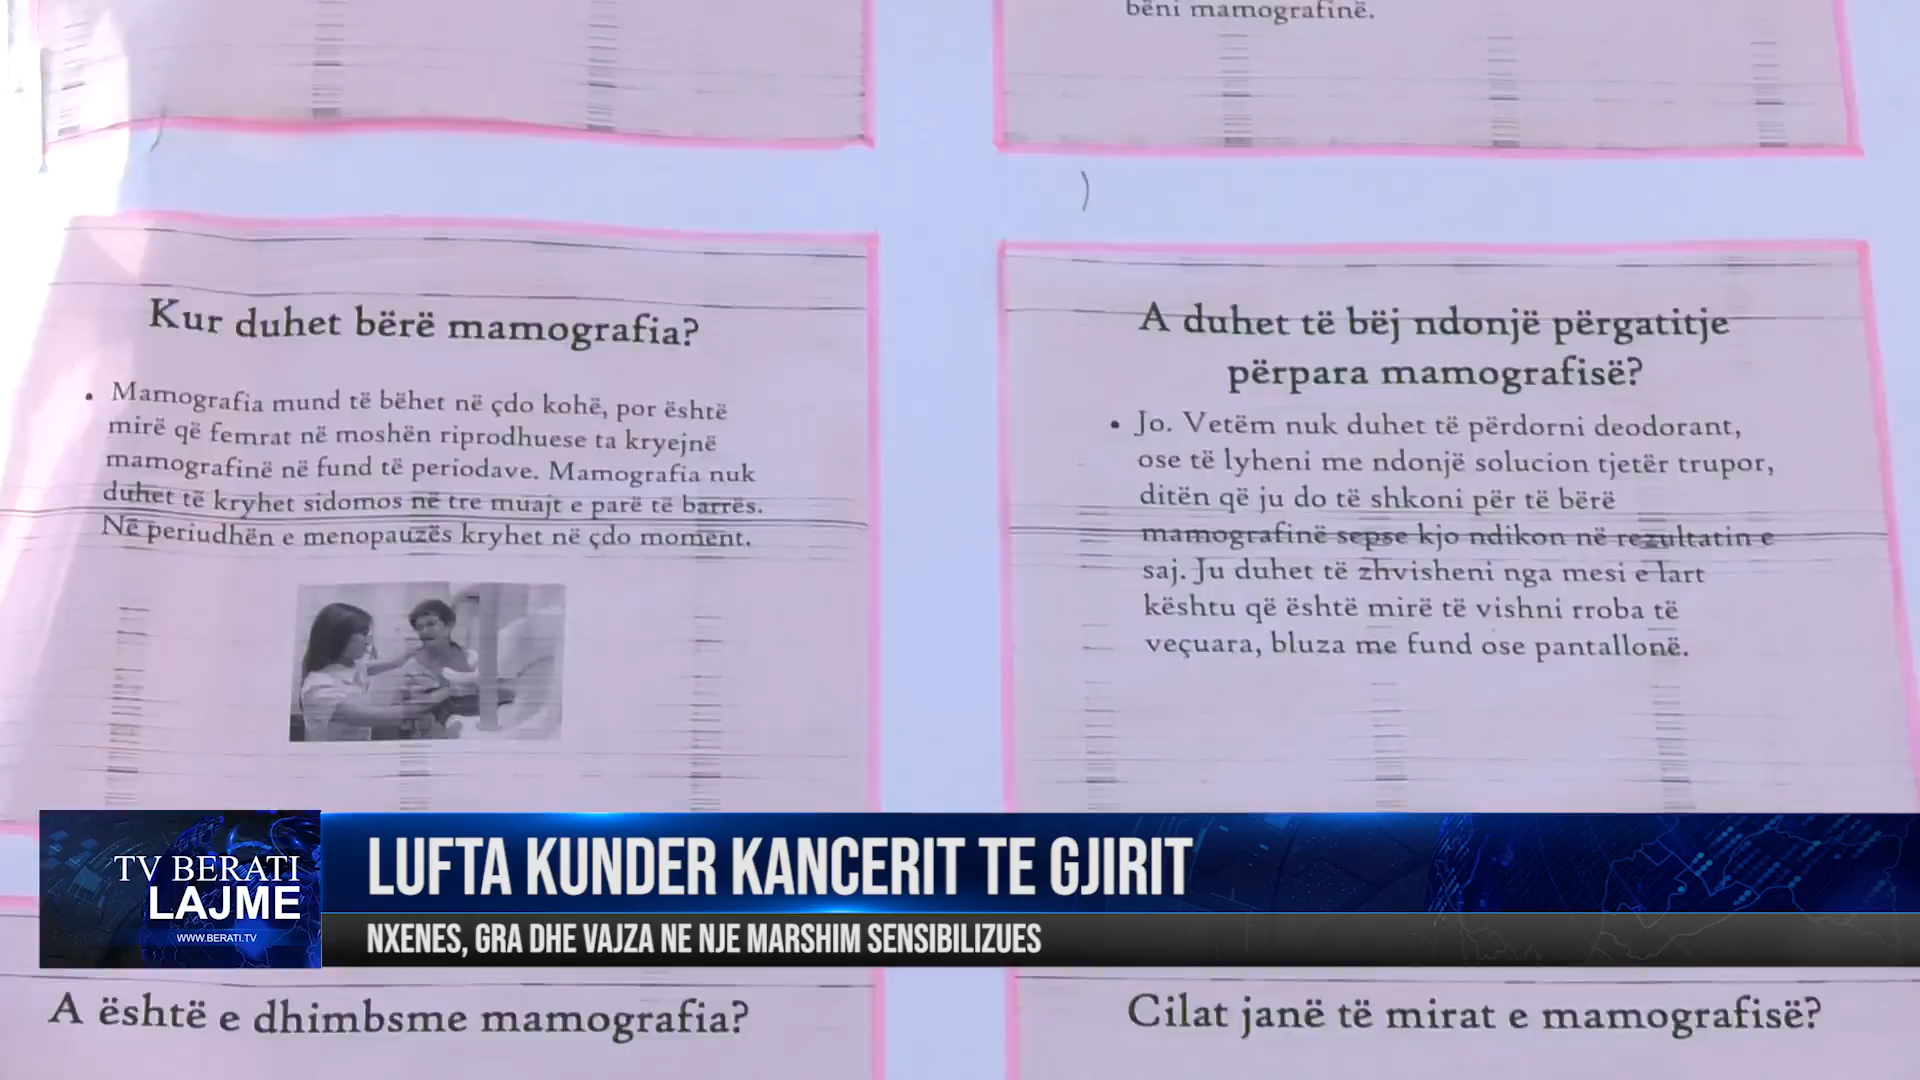 bëni mamografinë.
Kur duhet bërë mamografia?
• Mamografia mund të bëhet në çdo kohë, por është
mirë që femrat në moshën riprodhuese ta kryejnë
mamografinë në fund të periodave. Mamografia nuk
duhet të kryhet sidomos në tre muajt e parë të barrës.
Në periudhën e menopauzës kryhet në çdo moment.
A duhet të bëj ndonjë përgatitje
përpara mamografisë?
• Jo. Vetëm nuk duhet të përdorni deodorant,
ose të lyheni me ndonjë solucion tjetër trupor,
ditën që ju do të shkoni për të bërë
mamografinë sepse kjo ndikon në rezultatin e
saj. Ju duhet të zhvisheni nga mesi e lart
kështu që është mirë të vishni rroba të
veçuara, bluza me fund ose pantallonë.
TV BERATI
LAJME
WWW.BERATI.TV
LUFTA KUNDER KANCERIT TE GJIRIT
NXENES, GRA DHE VAJZA NE NJE MARSHIM SENSIBILIZUES
A është e dhimbsme mamografia?
Cilat janë të mirat e mamografisë?